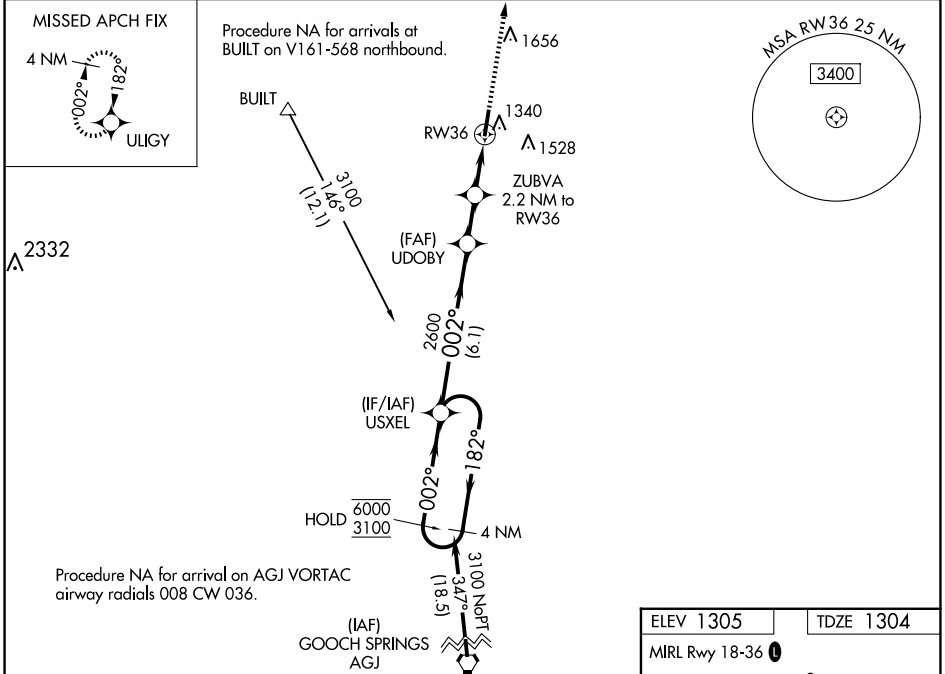 MISSED APCH FIX
4 NM
002°
182°
ULIGY
Procedure NA for arrivals at
BUILT on V161-568 northbound.
1656
MSA RW36 25 NM
3400
BUILT
1340
RW36
1528
3100
146°
(12.1)
ZUBVA
2.2 NM to
RW36
(FAF)
UDOBY
2332
2600
002°
(6.1)
(IF/IAF)
USXEL
002°
182°
HOLD 6000
3100
4 NM
3100 NoPT
347°
(18.5)
Procedure NA for arrival on AGJ VORTAC
airway radials 008 CW 036.
(IAF)
GOOCH SPRINGS
AGJ
ELEV 1305
TDZE 1304
MIRL Rwy 18-36 L